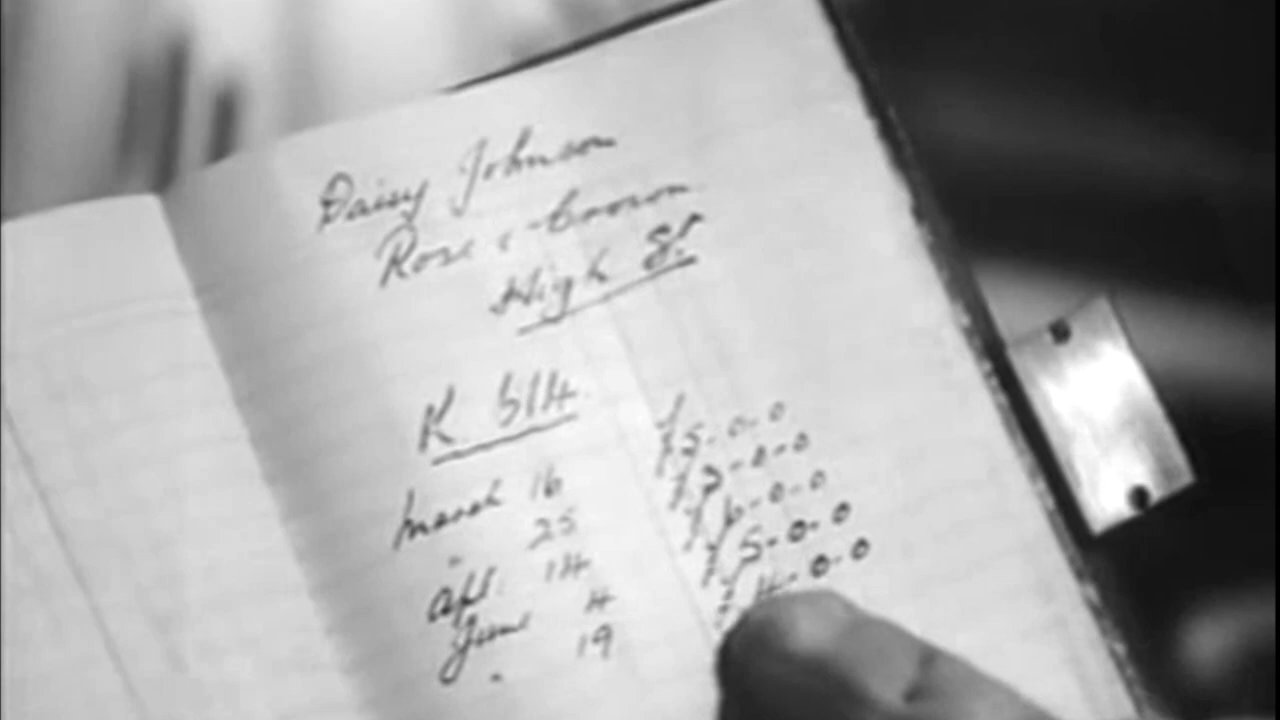 Daisy Johnson
Rose & Crown
High St
K 514
March 16 £5-0-0
" 25 £3-0-0
Apl. 14 £6-0-0
June 4 £5-0-0
" 19 £4-0-0